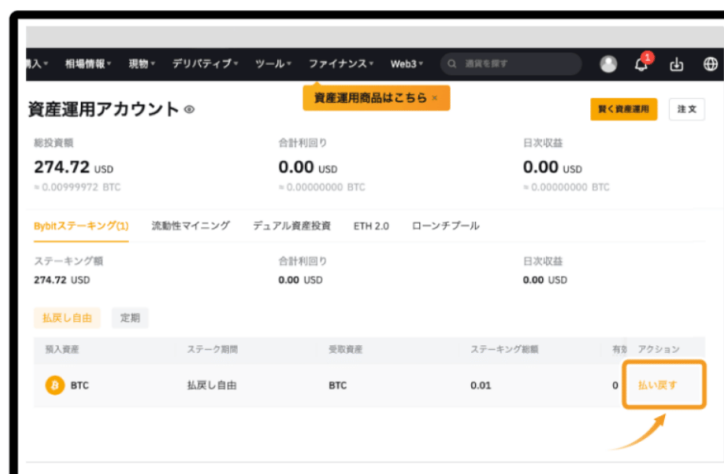 購入 相場情報 現物 デリバティブ ツール ファイナンス Web3 通貨を探す 1
資産運用商品はこちら ×
資産運用アカウント
賢く資産運用 注文
総投資額 合計利回り 日次収益
274.72 USD 0.00 USD 0.00 USD
≈ 0.00999972 BTC ≈ 0.00000000 BTC ≈ 0.00000000 BTC
Bybitステーキング(1) 流動性マイニング デュアル資産投資 ETH 2.0 ローンチプール
ステーキング額 合計利回り 日次収益
274.72 USD 0.00 USD 0.00 USD
払戻し自由 定期
預入資産 ステーク期間 受取資産 ステーキング総額 有効 アクション
BTC 払戻し自由 BTC 0.01 0 払い戻す